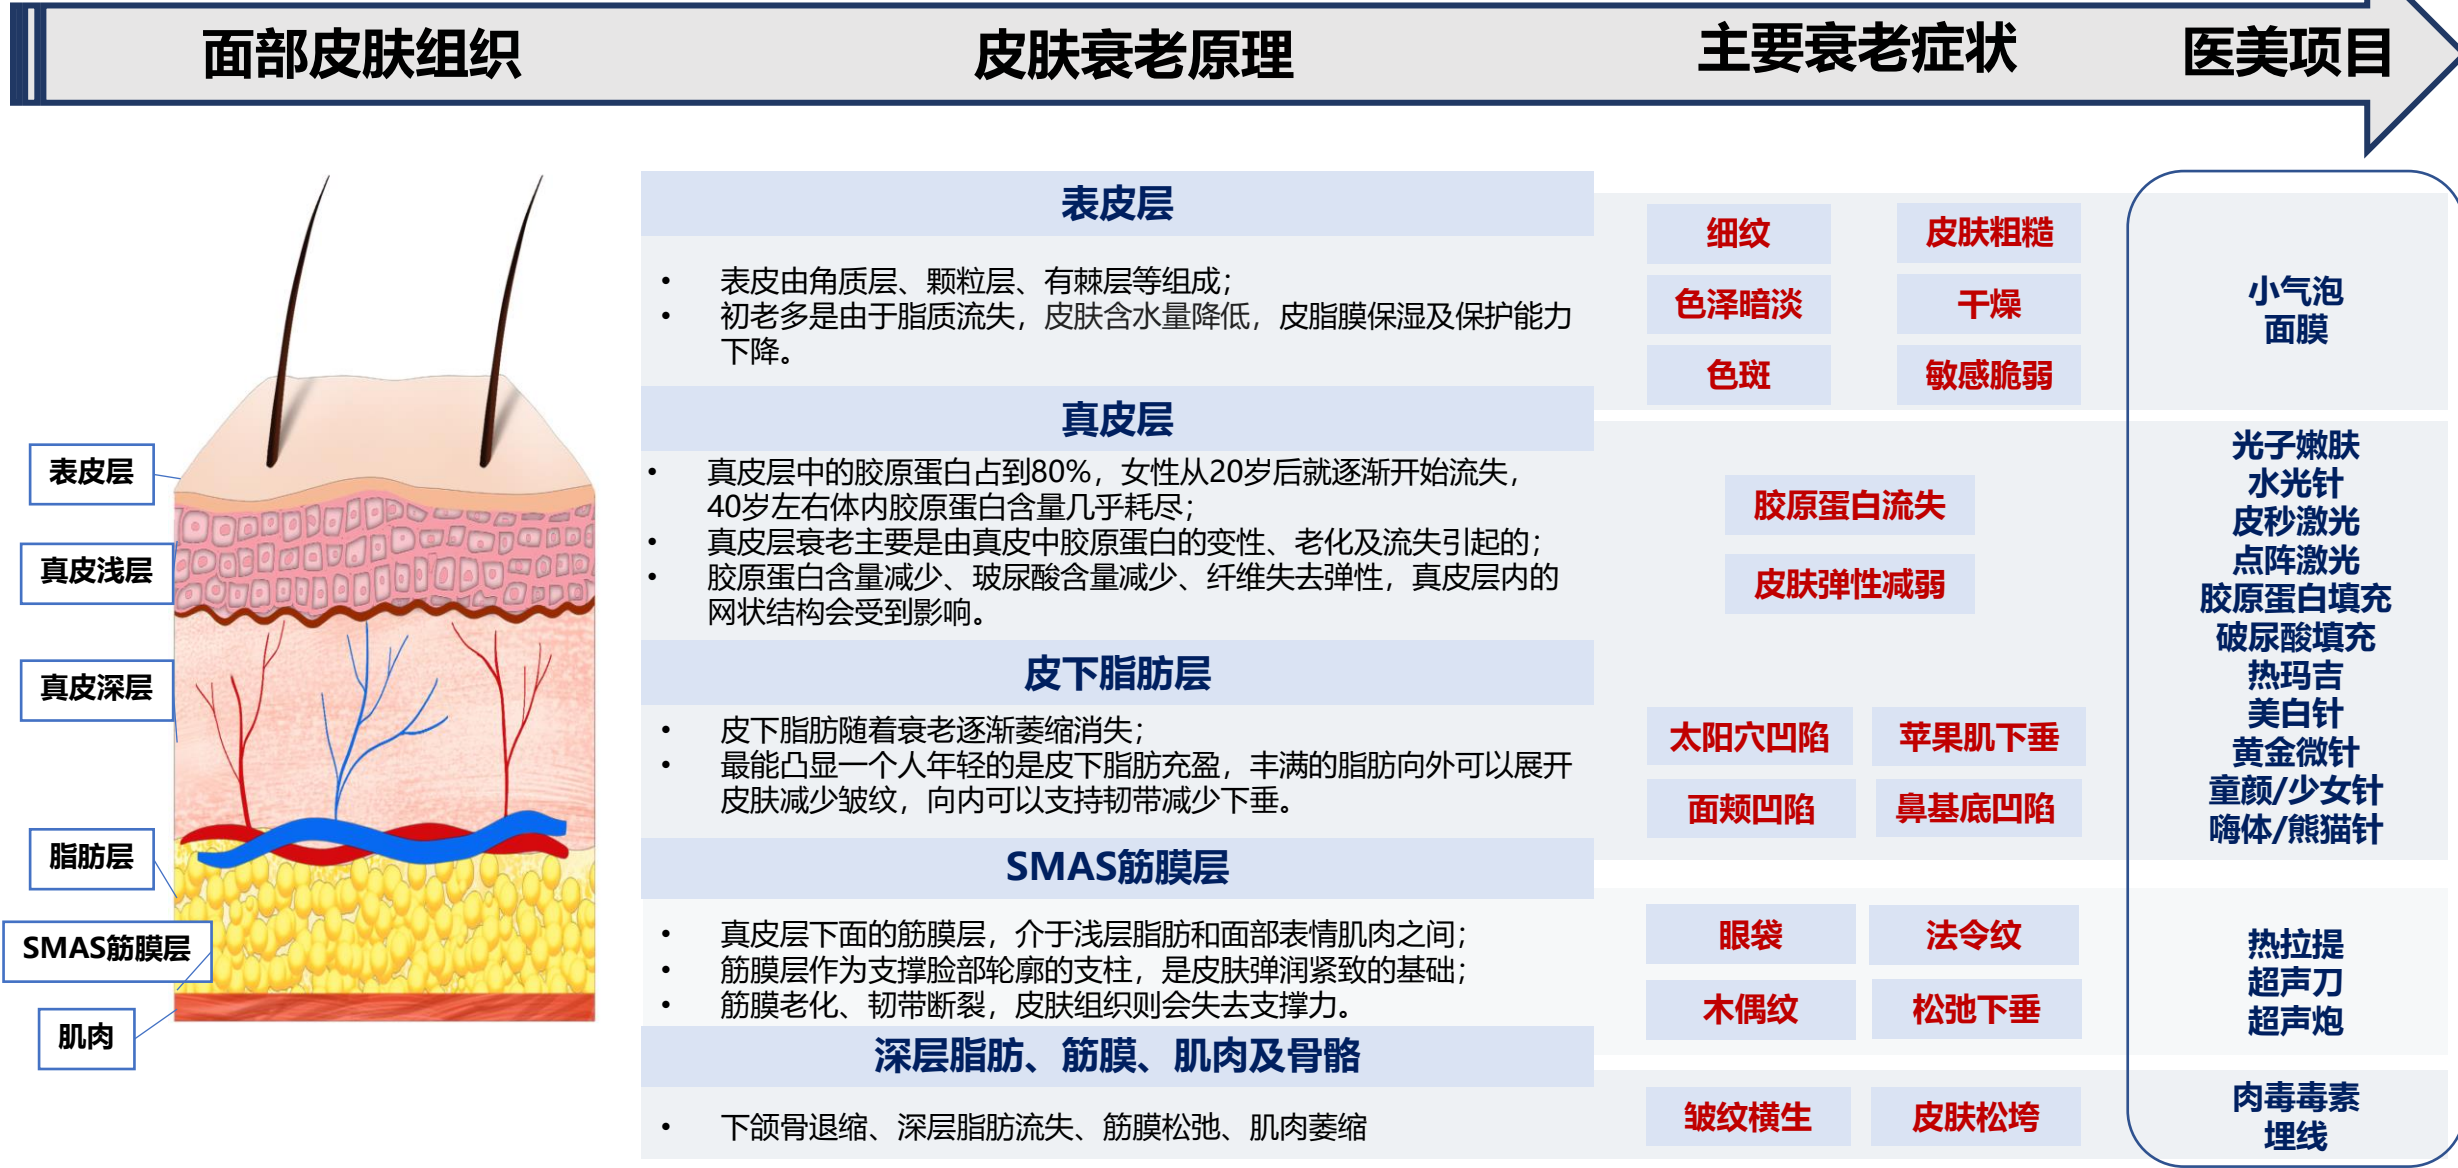 面部皮肤组织
皮肤衰老原理
主要衰老症状
医美项目
表皮层
真皮浅层
真皮深层
脂肪层
SMAS筋膜层
肌肉
表皮层
• 表皮由角质层、颗粒层、有棘层等组成；
• 初老多是由于脂质流失，皮肤含水量降低，皮脂膜保湿及保护能力
下降。
细纹
皮肤粗糙
色泽暗淡
干燥
色斑
敏感脆弱
小气泡
面膜
真皮层
• 真皮层中的胶原蛋白占到80%，女性从20岁后就逐渐开始流失，
40岁左右体内胶原蛋白含量几乎耗尽；
• 真皮层衰老主要是由真皮中胶原蛋白的变性、老化及流失引起的；
• 胶原蛋白含量减少、玻尿酸含量减少、纤维失去弹性，真皮层内的
网状结构会受到影响。
胶原蛋白流失
皮肤弹性减弱
皮下脂肪层
• 皮下脂肪随着衰老逐渐萎缩消失；
• 最能凸显一个人年轻的是皮下脂肪充盈，丰满的脂肪向外可以展开
皮肤减少皱纹，向内可以支持韧带减少下垂。
太阳穴凹陷
苹果肌下垂
面颊凹陷
鼻基底凹陷
光子嫩肤
水光针
皮秒激光
点阵激光
胶原蛋白填充
破尿酸填充
热玛吉
美白针
黄金微针
童颜/少女针
嗨体/熊猫针
SMAS筋膜层
• 真皮层下面的筋膜层，介于浅层脂肪和面部表情肌肉之间；
• 筋膜层作为支撑脸部轮廓的支柱，是皮肤弹润紧致的基础；
• 筋膜老化、韧带断裂，皮肤组织则会失去支撑力。
眼袋
法令纹
木偶纹
松弛下垂
热拉提
超声刀
超声炮
深层脂肪、筋膜、肌肉及骨骼
• 下颌骨退缩、深层脂肪流失、筋膜松弛、肌肉萎缩
皱纹横生
皮肤松垮
肉毒毒素
埋线